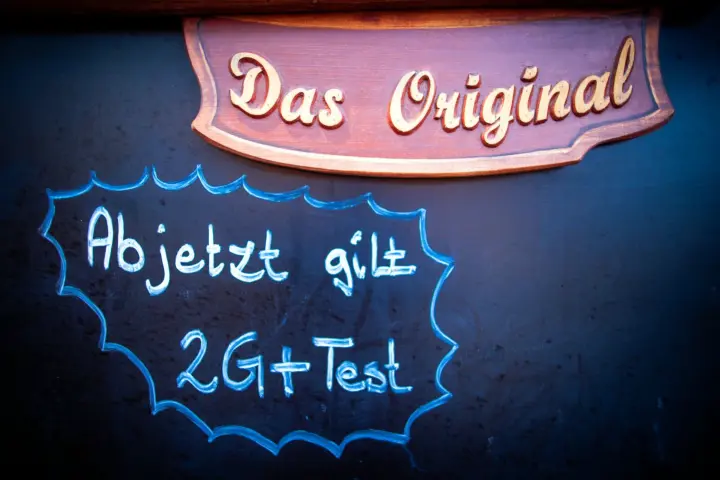 Das Original
Ab jetzt gilt
2G+Test